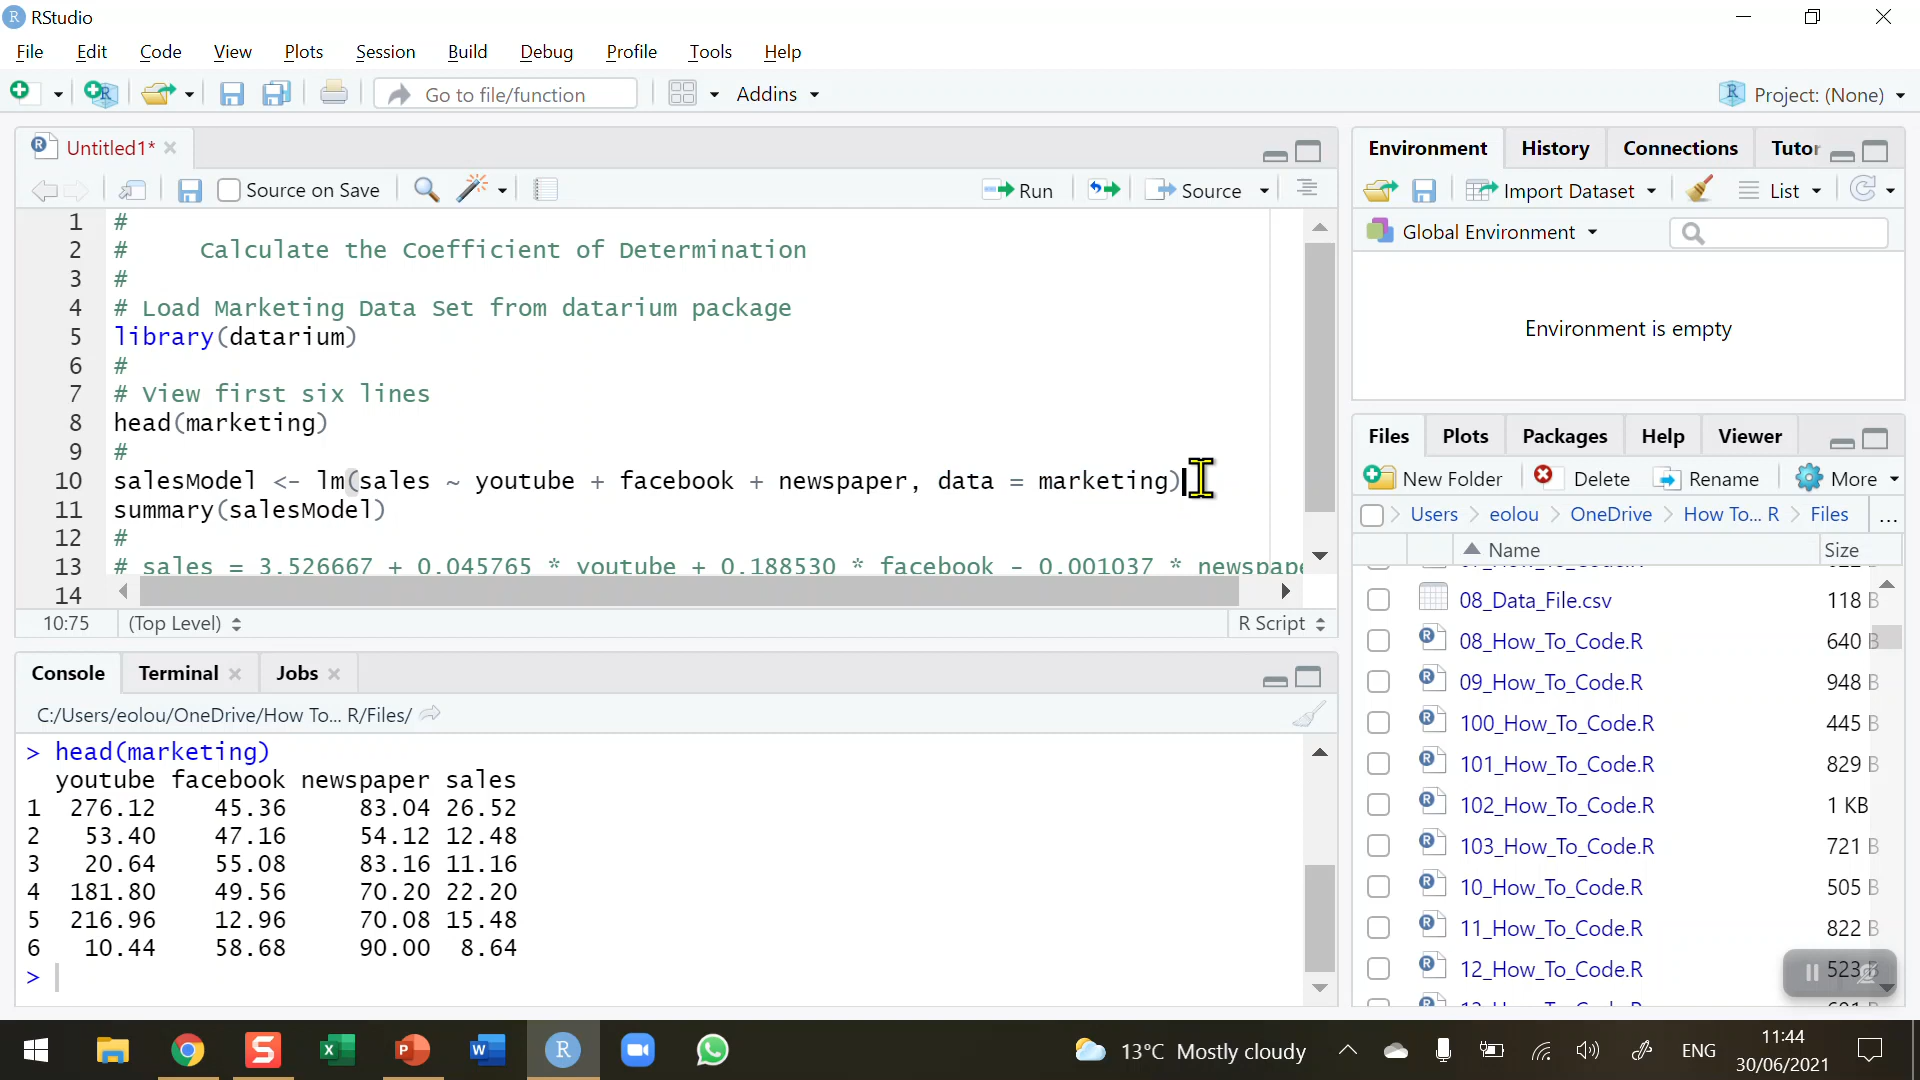 RStudio
File Edit Code View Plots Session Build Debug Profile Tools Help
Go to file/function Addins Project: (None)
Untitled1*
Source on Save Run Source
1 #
2 # Calculate the Coefficient of Determination
3 #
4 # Load Marketing Data Set from datarium package
5 library(datarium)
6 #
7 # View first six lines
8 head(marketing)
9 #
10 salesModel <- lm(sales ~ youtube + facebook + newspaper, data = marketing)
11 summary(salesModel)
12 #
13 # sales = 3.526667 + 0.045765 * youtube + 0.188530 * facebook - 0.001037 * newspape
14
10:75 (Top Level) R Script
Console Terminal Jobs
C:/Users/eolou/OneDrive/How To... R/Files/
> head(marketing)
youtube facebook newspaper sales
1 276.12 45.36 83.04 26.52
2 53.40 47.16 54.12 12.48
3 20.64 55.08 83.16 11.16
4 181.80 49.56 70.20 22.20
5 216.96 12.96 70.08 15.48
6 10.44 58.68 90.00 8.64
>
Environment History Connections Tutor
Import Dataset List
Global Environment
Environment is empty
Files Plots Packages Help Viewer
New Folder Delete Rename More
Users > eolou > OneDrive > How To... R > Files ...
Name Size
08_Data_File.csv 118 B
08_How_To_Code.R 640 B
09_How_To_Code.R 948 B
100_How_To_Code.R 445 B
101_How_To_Code.R 829 B
102_How_To_Code.R 1 KB
103_How_To_Code.R 721 B
10_How_To_Code.R 505 B
11_How_To_Code.R 822 B
12_How_To_Code.R 523 B
13°C Mostly cloudy ENG 11:44
30/06/2021